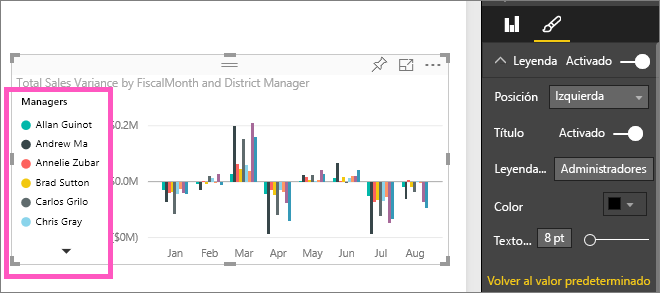 Total Sales Variance by FiscalMonth and District Manager
Managers
Allan Guinot
Andrew Ma
Annelie Zubar
Brad Sutton
Carlos Grilo
Chris Gray
$0.2M
$0.0M
($0M)
Jan Feb Mar Apr May Jun Jul Aug
Leyenda Activado
Posición Izquierda
Título Activado
Leyenda... Administradores
Color
Texto... 8 pt
Volver al valor predeterminado